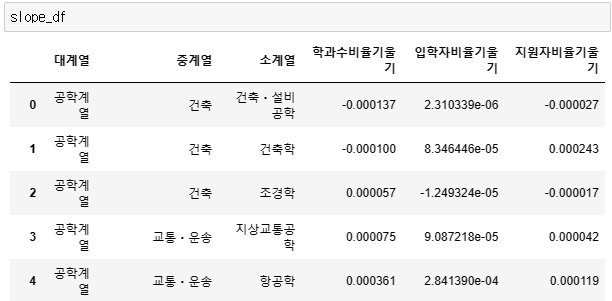 slope_df
대계열 중계열 소계열 학과수비율기울기 입학자비율기울기 지원자비율기울기
0 공학계열 건축 건축・설비공학 -0.000137 2.310339e-06 -0.000027
1 공학계열 건축 건축학 -0.000100 8.346446e-05 0.000243
2 공학계열 건축 조경학 0.000057 -1.249324e-05 -0.000017
3 공학계열 교통・운송 지상교통공학 0.000075 9.087218e-05 0.000042
4 공학계열 교통・운송 항공학 0.000361 2.841390e-04 0.000119